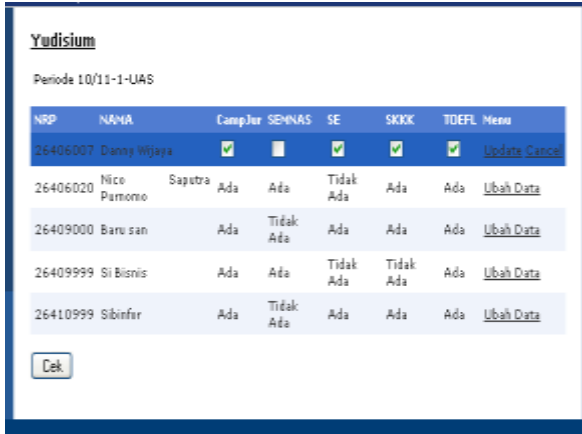 Yudisium
Periode 10/11-1-UAS
NRP NAMA CampJur SEMNAS SE SKKK TOEFL Menu
26406007 Danny Wijaya Update Cancel
26406020 Nico Saputra Purnomo Ada Ada Tidak Ada Ada Ada Ubah Data
26409000 Baru san Ada Tidak Ada Ada Ada Ada Ubah Data
26409999 Si Bisnis Ada Ada Tidak Ada Tidak Ada Ada Ubah Data
26410999 Sibinfor Ada Tidak Ada Ada Ada Ada Ubah Data
Cek